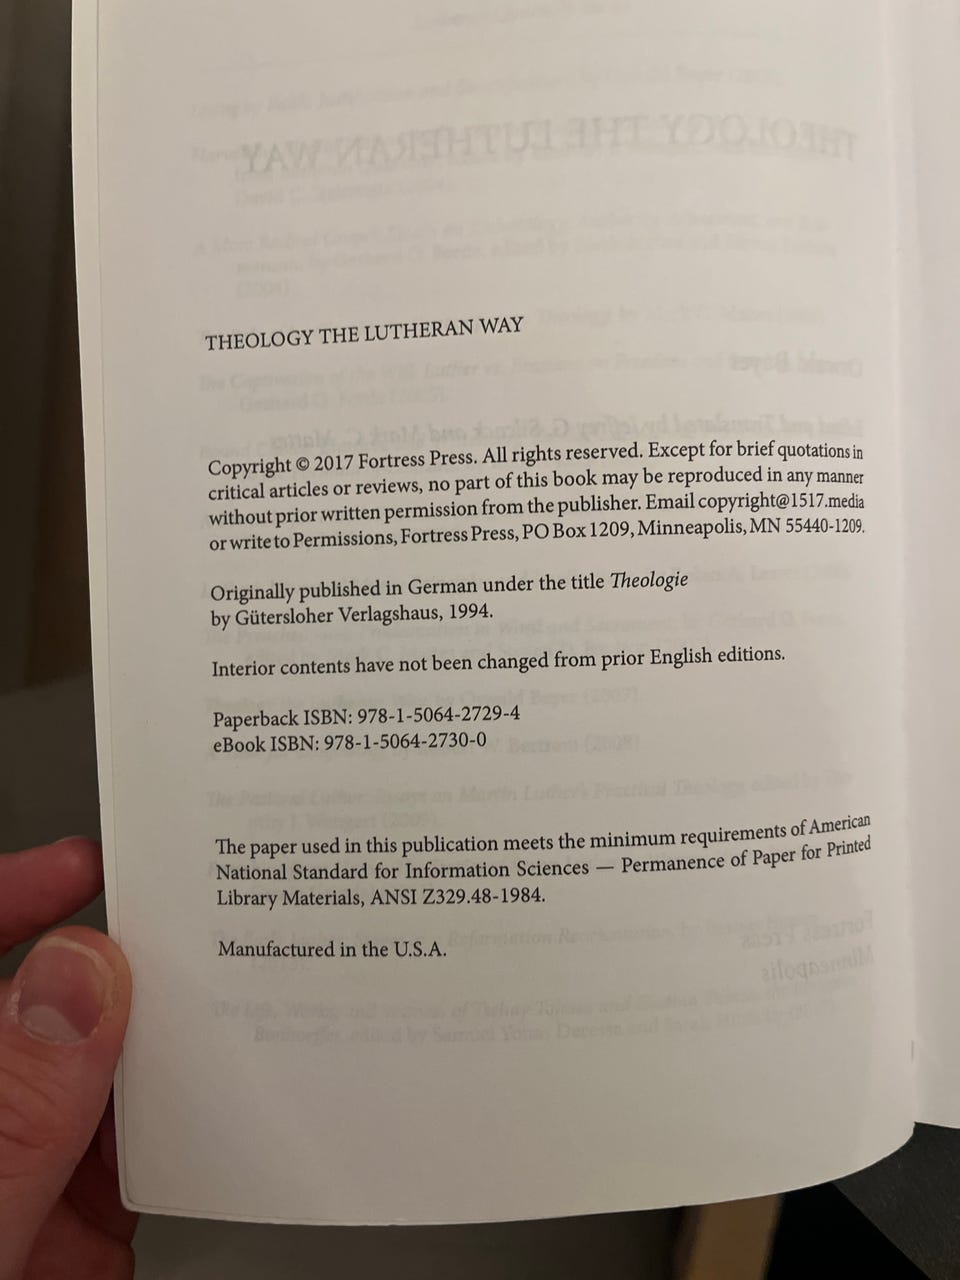 THEOLOGY THE LUTHERAN WAY
Copyright © 2017 Fortress Press. All rights reserved. Except for brief quotations in
critical articles or reviews, no part of this book may be reproduced in any manner
without prior written permission from the publisher. Email copyright@1517.media
or write to Permissions, Fortress Press, PO Box 1209, Minneapolis, MN 55440-1209.
Originally published in German under the title Theologie
by Gütersloher Verlagshaus, 1994.
Interior contents have not been changed from prior English editions.
Paperback ISBN: 978-1-5064-2729-4
eBook ISBN: 978-1-5064-2730-0
The paper used in this publication meets the minimum requirements of American
National Standard for Information Sciences — Permanence of Paper for Printed
Library Materials, ANSI Z329.48-1984.
Manufactured in the U.S.A.